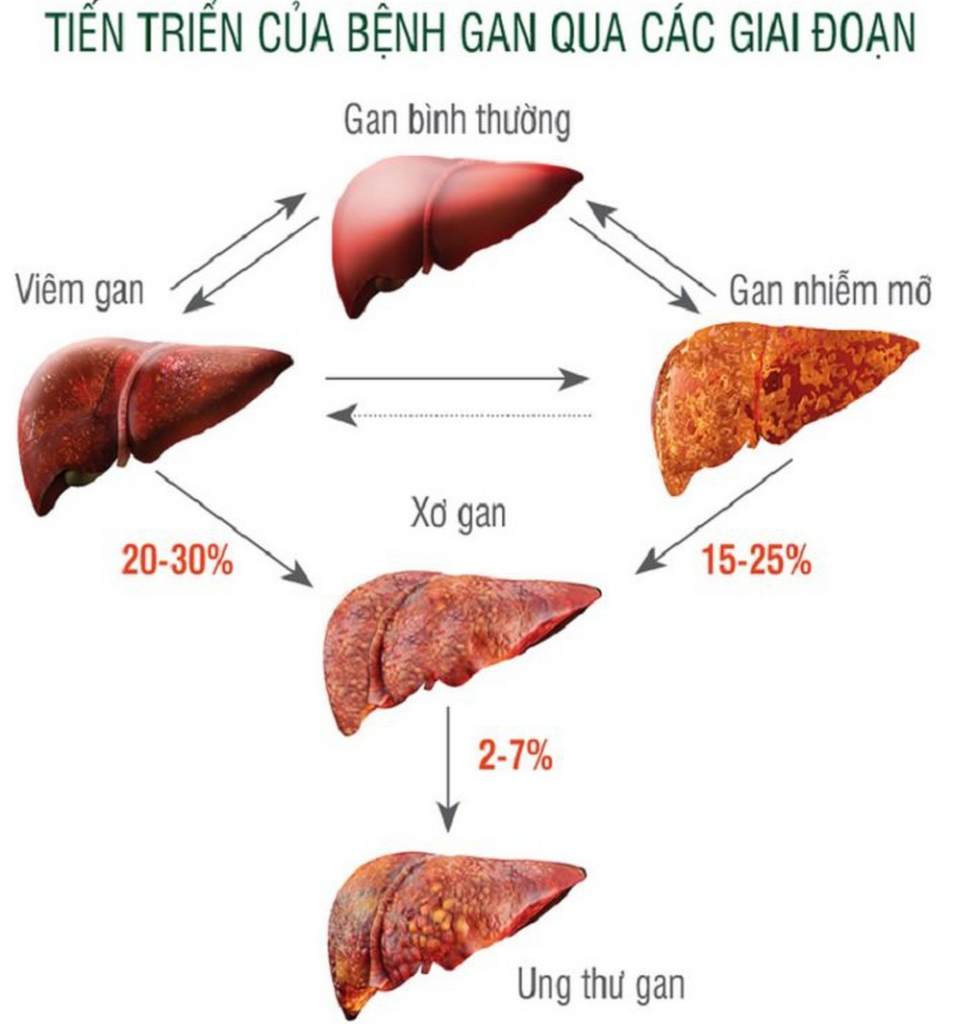 TIẾN TRIỂN CỦA BỆNH GAN QUA CÁC GIAI ĐOẠN
Gan bình thường
Viêm gan
Gan nhiễm mỡ
Xơ gan
20-30%
15-25%
2-7%
Ung thư gan